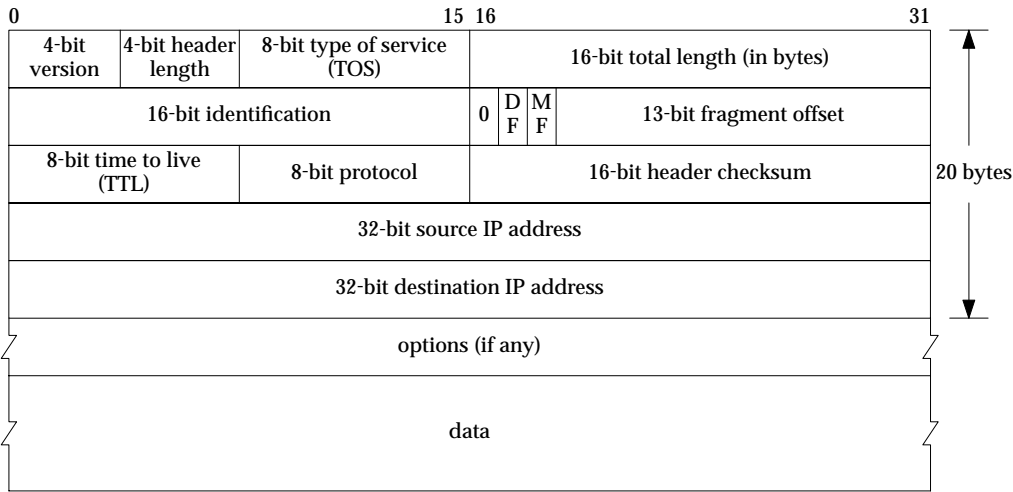 0 15 16 31
4-bit version
4-bit header length
8-bit type of service (TOS)
16-bit total length (in bytes)
16-bit identification
0
DF
MF
13-bit fragment offset
8-bit time to live (TTL)
8-bit protocol
16-bit header checksum
20 bytes
32-bit source IP address
32-bit destination IP address
options (if any)
data